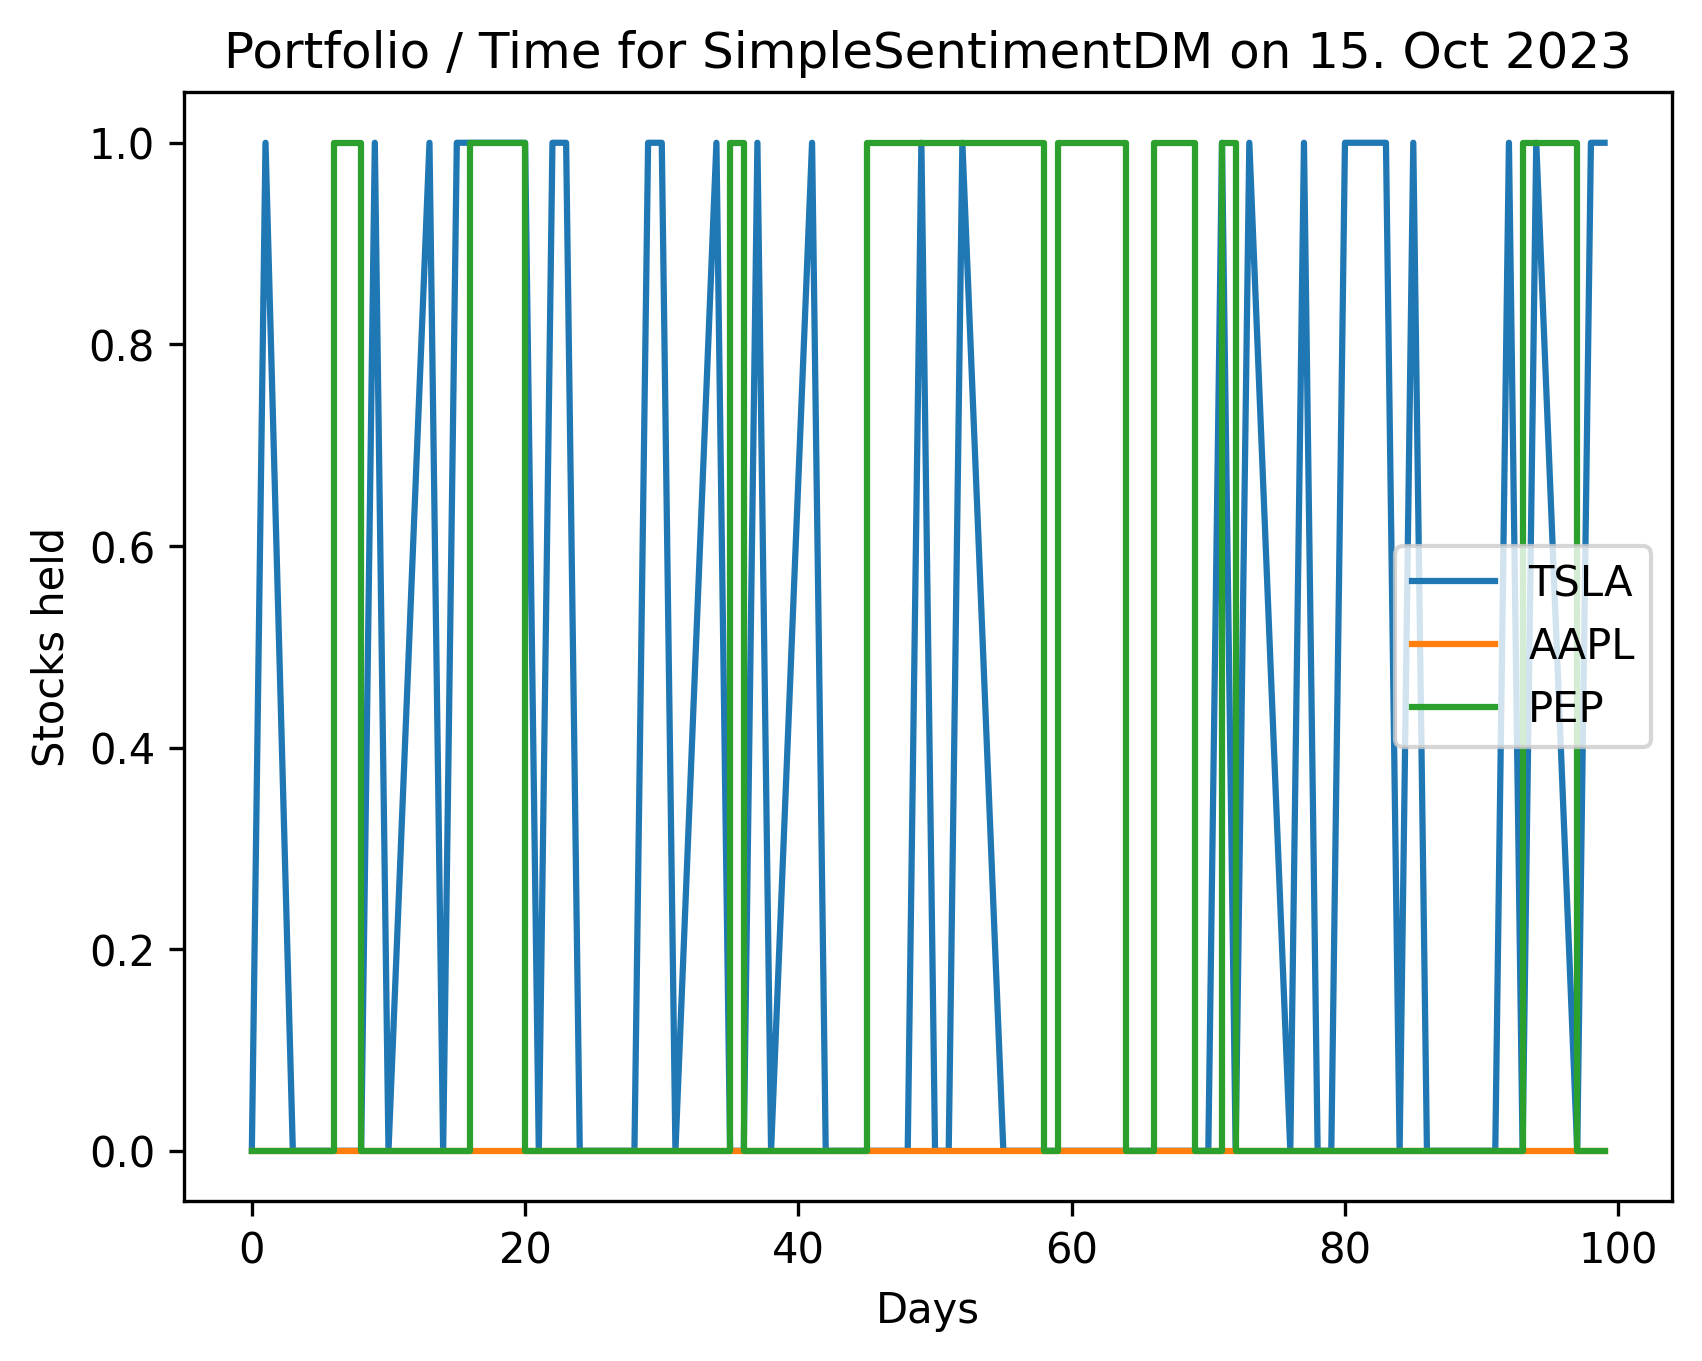 Portfolio / Time for SimpleSentimentDM on 15. Oct 2023
1.0
0.8
0.6
0.4
0.2
0.0
Stocks held
TSLA
AAPL
PEP
0 20 40 60 80 100
Days